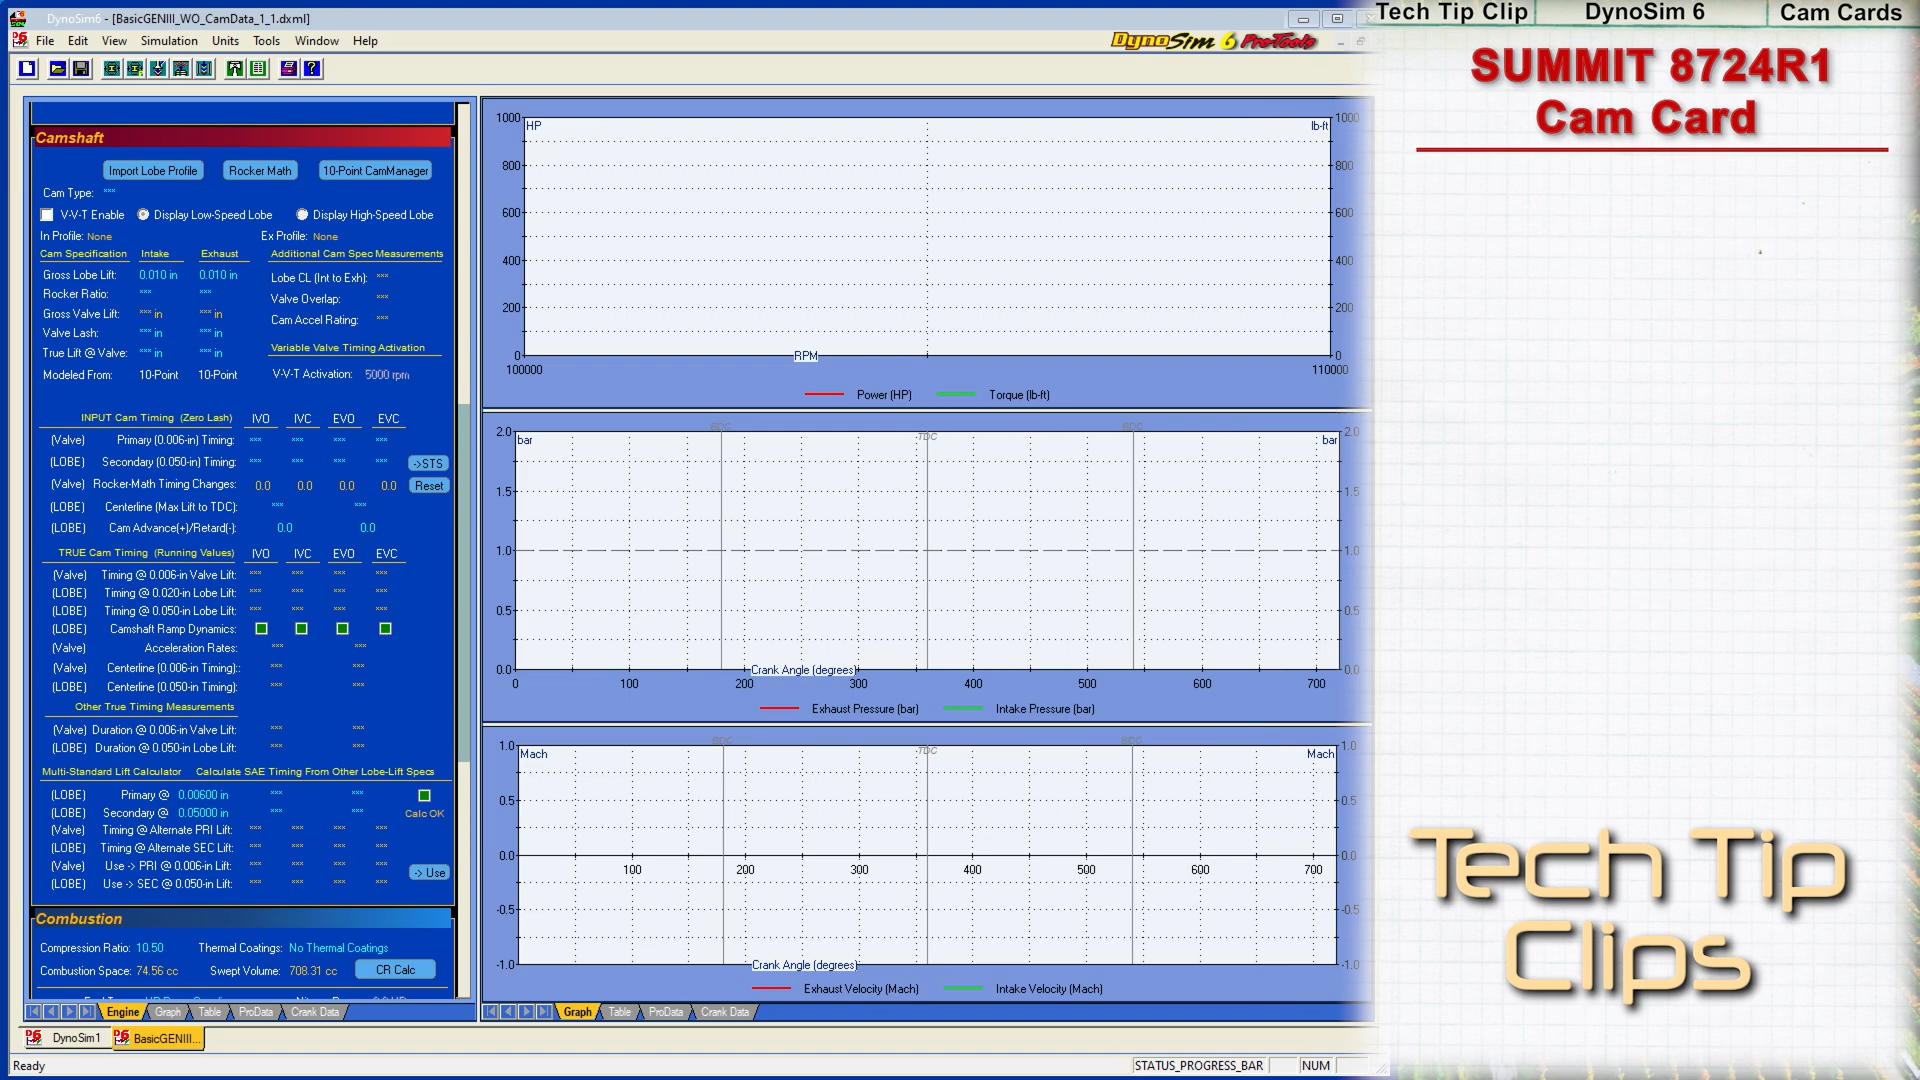 DynoSim6 - [BasicGENIII_WO_CamData_1_1.dxml]
File Edit View Simulation Units Tools Window Help
DynoSim 6 ProTools
Camshaft
Import Lobe Profile Rocker Math 10-Point CamManager
Cam Type: ***
V-V-T Enable Display Low-Speed Lobe Display High-Speed Lobe
In Profile: None Ex Profile: None
Cam Specification Intake Exhaust Additional Cam Spec Measurements
Gross Lobe Lift: 0.010 in 0.010 in Lobe CL (Int to Exh): ***
Rocker Ratio: *** *** Valve Overlap: ***
Gross Valve Lift: *** in *** in Cam Accel Rating: ***
Valve Lash: *** in *** in
True Lift @ Valve: *** in *** in Variable Valve Timing Activation
Modeled From: 10-Point 10-Point V-V-T Activation: 5000 rpm
INPUT Cam Timing (Zero Lash) IVO IVC EVO EVC
(Valve) Primary (0.006-in) Timing: *** *** *** ***
(LOBE) Secondary (0.050-in) Timing: *** *** *** *** ->STS
(Valve) Rocker-Math Timing Changes: 0.0 0.0 0.0 0.0 Reset
(LOBE) Centerline (Max Lift to TDC): *** ***
(LOBE) Cam Advance(+)/Retard(-): 0.0 0.0
TRUE Cam Timing (Running Values) IVO IVC EVO EVC
(Valve) Timing @ 0.006-in Valve Lift: *** *** *** ***
(LOBE) Timing @ 0.020-in Lobe Lift: *** *** *** ***
(LOBE) Timing @ 0.050-in Lobe Lift: *** *** *** ***
(LOBE) Camshaft Ramp Dynamics:
(Valve) Acceleration Rates: *** ***
(Valve) Centerline (0.006-in Timing):: *** ***
(LOBE) Centerline (0.050-in Timing): *** ***
Other True Timing Measurements
(Valve) Duration @ 0.006-in Valve Lift: *** ***
(LOBE) Duration @ 0.050-in Lobe Lift: *** ***
Multi-Standard Lift Calculator Calculate SAE Timing From Other Lobe-Lift Specs
(LOBE) Primary @ 0.00600 in *** ***
(LOBE) Secondary @ 0.05000 in *** *** Calc OK
(Valve) Timing @ Alternate PRI Lift: *** *** *** ***
(LOBE) Timing @ Alternate SEC Lift: *** *** *** ***
(Valve) Use -> PRI @ 0.006-in Lift: *** *** *** ***
(LOBE) Use -> SEC @ 0.050-in Lift: *** *** *** *** -> Use
Combustion
Compression Ratio: 10.50 Thermal Coatings: No Thermal Coatings
Combustion Space: 74.56 cc Swept Volume: 708.31 cc CR Calc
Engine Graph Table ProData Crank Data
1000 HP lb-ft 1000
800 800
600 600
400 400
200 200
0 RPM 0
100000 110000
Power (HP) Torque (lb-ft)
BDC TDC BDC
2.0 bar bar 2.0
1.5 1.5
1.0 1.0
0.5 0.5
0.0 Crank Angle (degrees) 0.0
0 100 200 300 400 500 600 700
Exhaust Pressure (bar) Intake Pressure (bar)
BDC TDC BDC
1.0 Mach Mach 1.0
0.5 0.5
0.0 0.0
100 200 300 400 500 600 700
-0.5 -0.5
-1.0 Crank Angle (degrees) -1.0
Exhaust Velocity (Mach) Intake Velocity (Mach)
Graph Table ProData Crank Data
DynoSim1 BasicGENIII...
Ready STATUS_PROGRESS_BAR NUM
Tech Tip Clip DynoSim 6 Cam Cards
SUMMIT 8724R1
Cam Card
Tech Tip
Clips